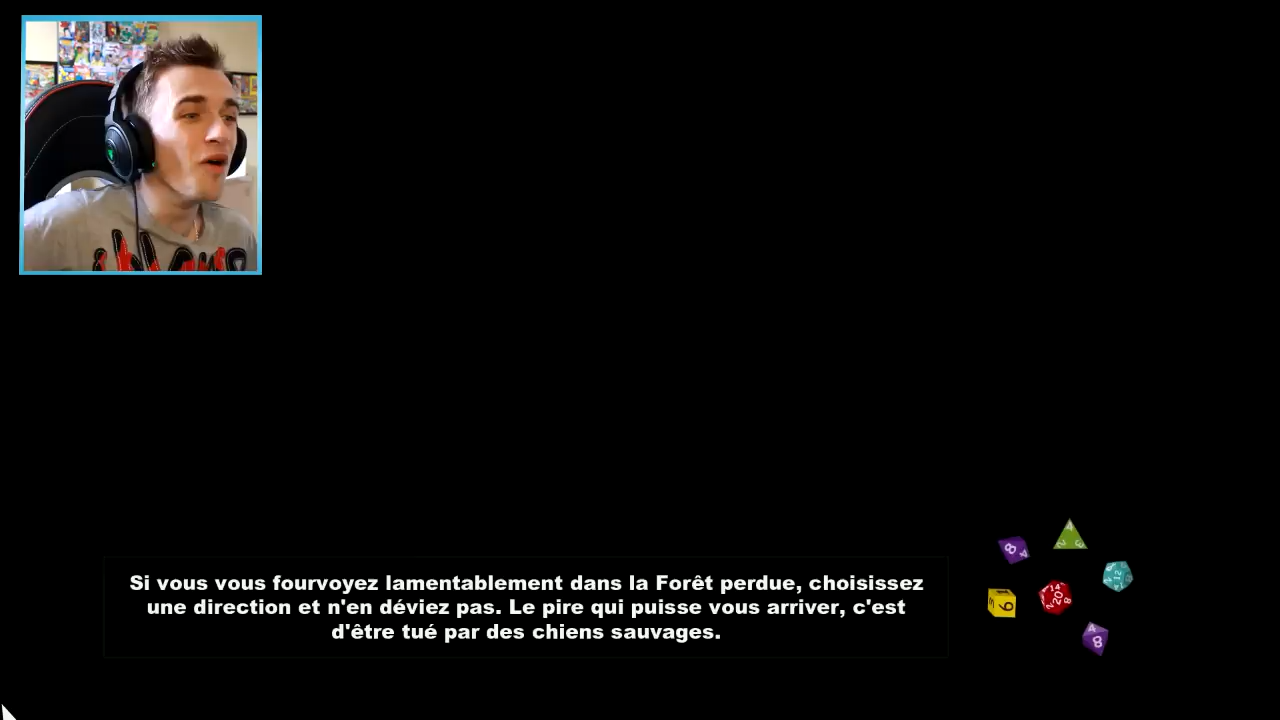 Si vous vous fourvoyez lamentablement dans la Forêt perdue, choisissez
une direction et n'en déviez pas. Le pire qui puisse vous arriver, c'est
d'être tué par des chiens sauvages.